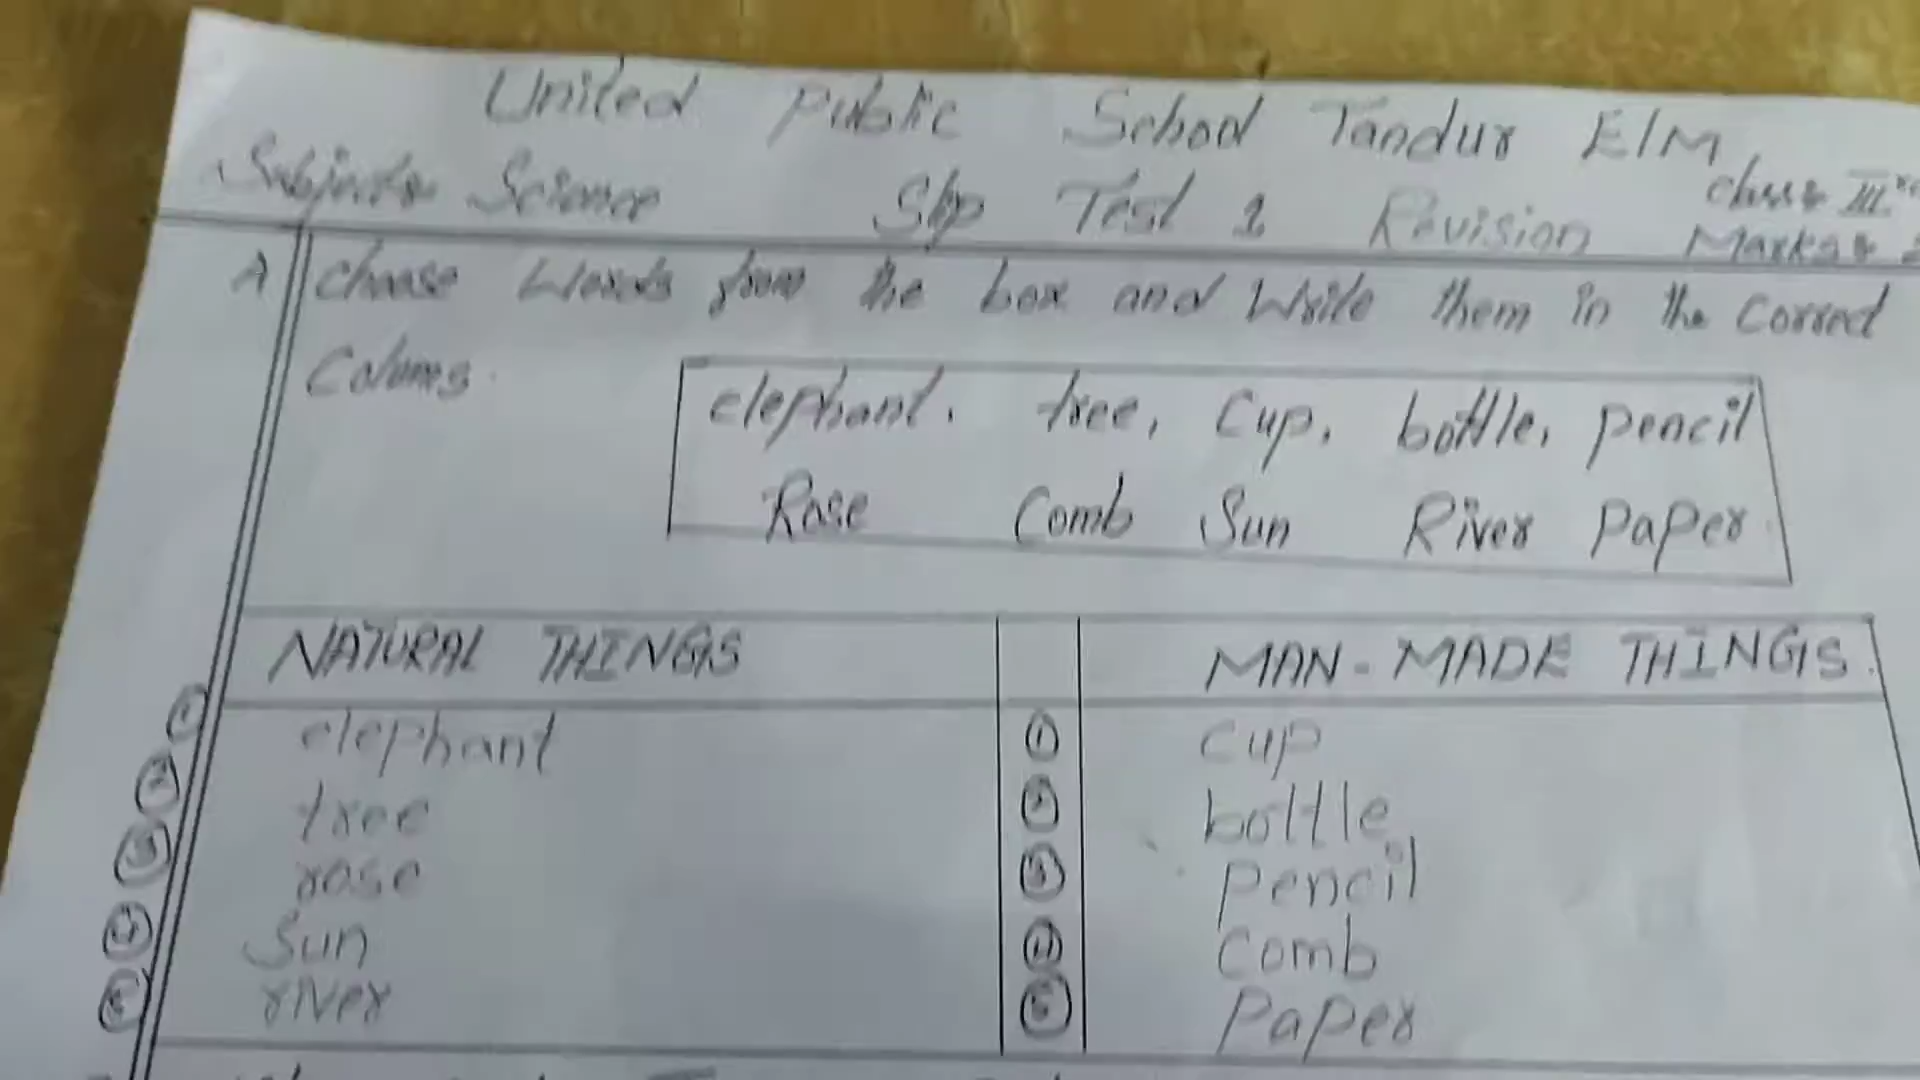 United Public School Tandur E/M
Subject: Science Slip Test 1 Revision Class: III rd
Marks:
A Choose Words from the box and Write them in the Correct
Colums.
elephant. tree, Cup, bottle, pencil
Rose Comb Sun River Paper
NATURAL THINGS MAN-MADE THINGS.
① elephant ① cup
② tree ② bottle
③ rose ③ pencil
④ Sun ④ comb
⑤ river ⑤ Paper